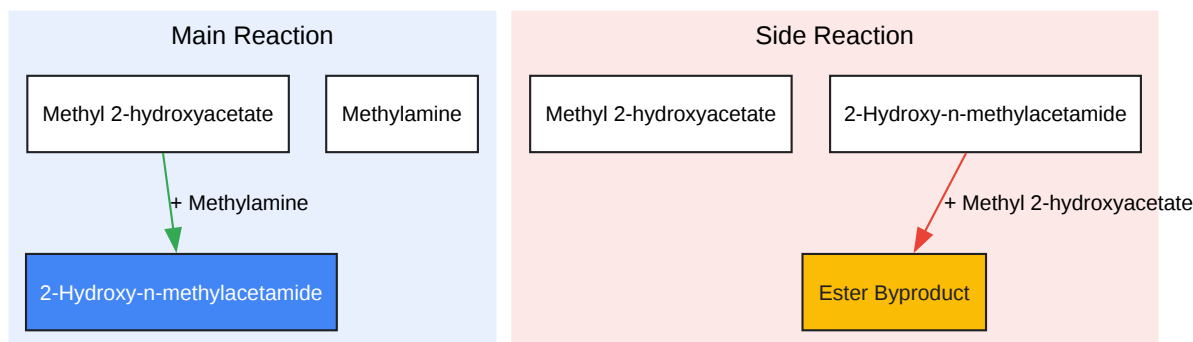 Main Reaction
Side Reaction
Methyl 2-hydroxyacetate
Methylamine
Methyl 2-hydroxyacetate
2-Hydroxy-n-methylacetamide
+ Methylamine
+ Methyl 2-hydroxyacetate
2-Hydroxy-n-methylacetamide
Ester Byproduct